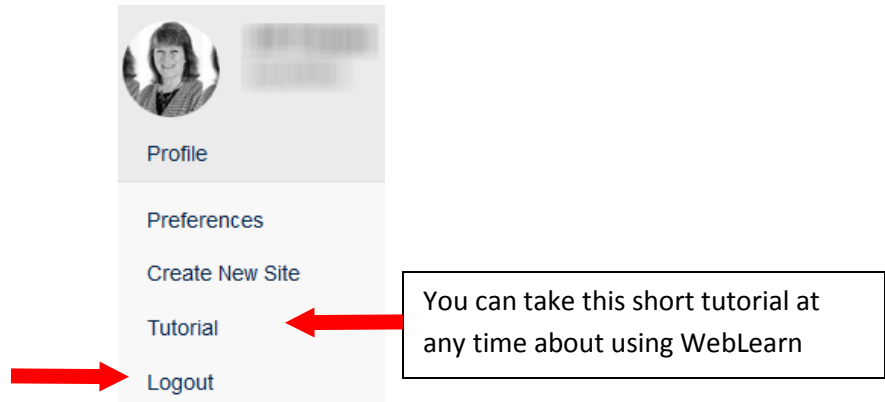 Profile
Preferences
Create New Site
Tutorial
Logout
You can take this short tutorial at
any time about using WebLearn